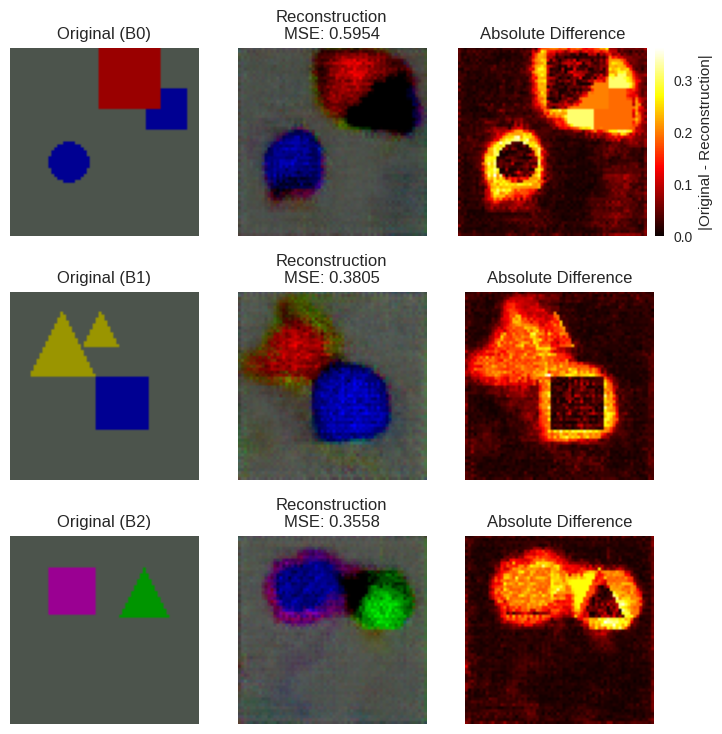 Original (B0)
Reconstruction
MSE: 0.5954
Absolute Difference
0.3
0.2
0.1
0.0
|Original - Reconstruction|
Original (B1)
Reconstruction
MSE: 0.3805
Absolute Difference
Original (B2)
Reconstruction
MSE: 0.3558
Absolute Difference